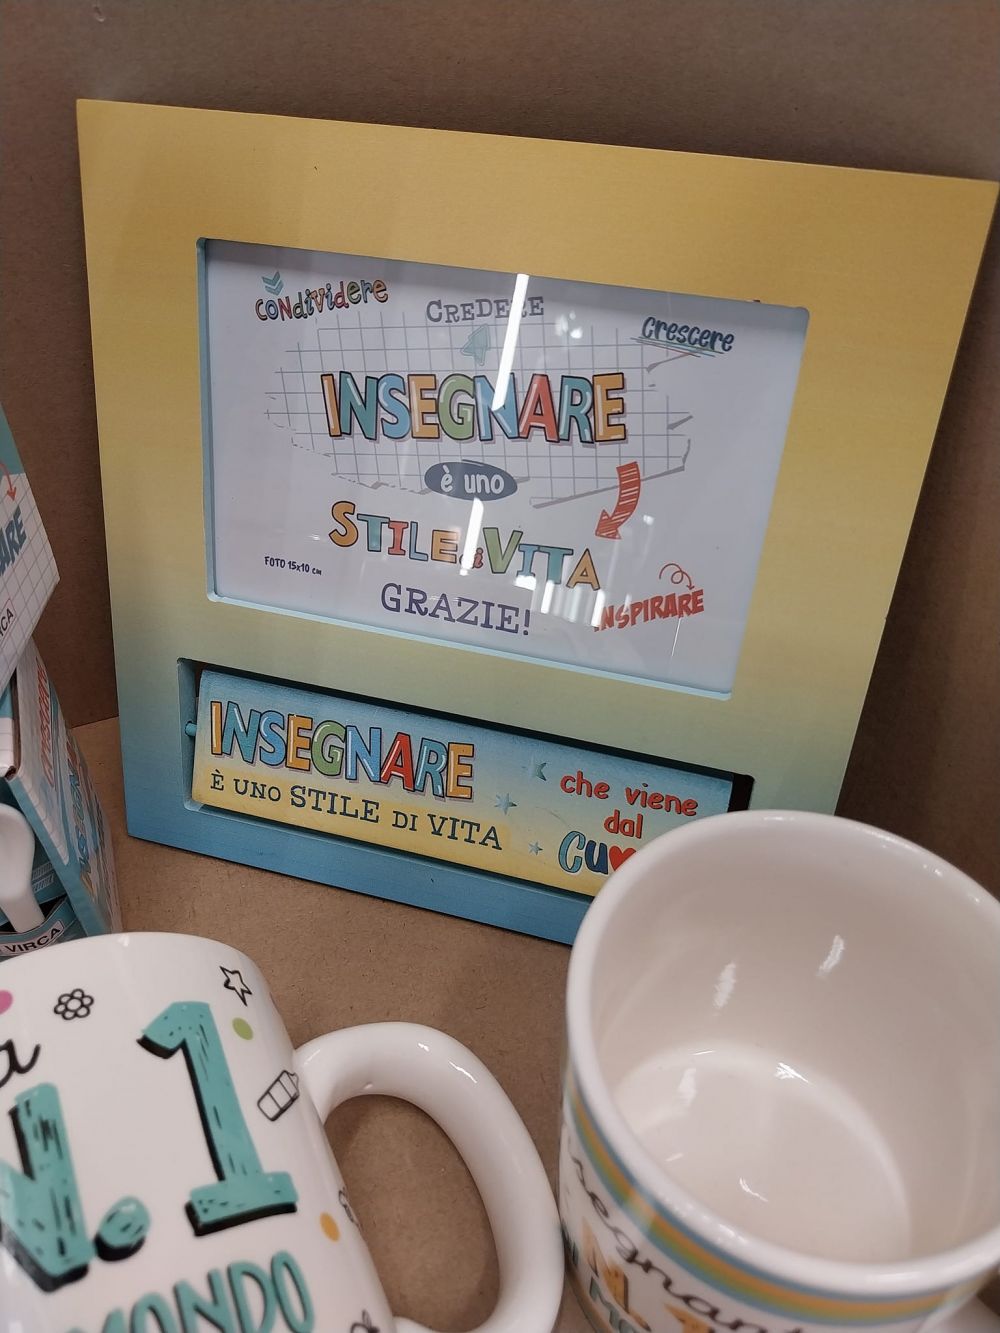 CONdividere
CREDERE
Crescere
INSEGNARE
è uno
STILE di VITA
FOTO 15x10 cm
GRAZIE!
INSPIRARE
INSEGNARE
È UNO STILE DI VITA
che viene
dal
VIRCA
N.1
MONDO